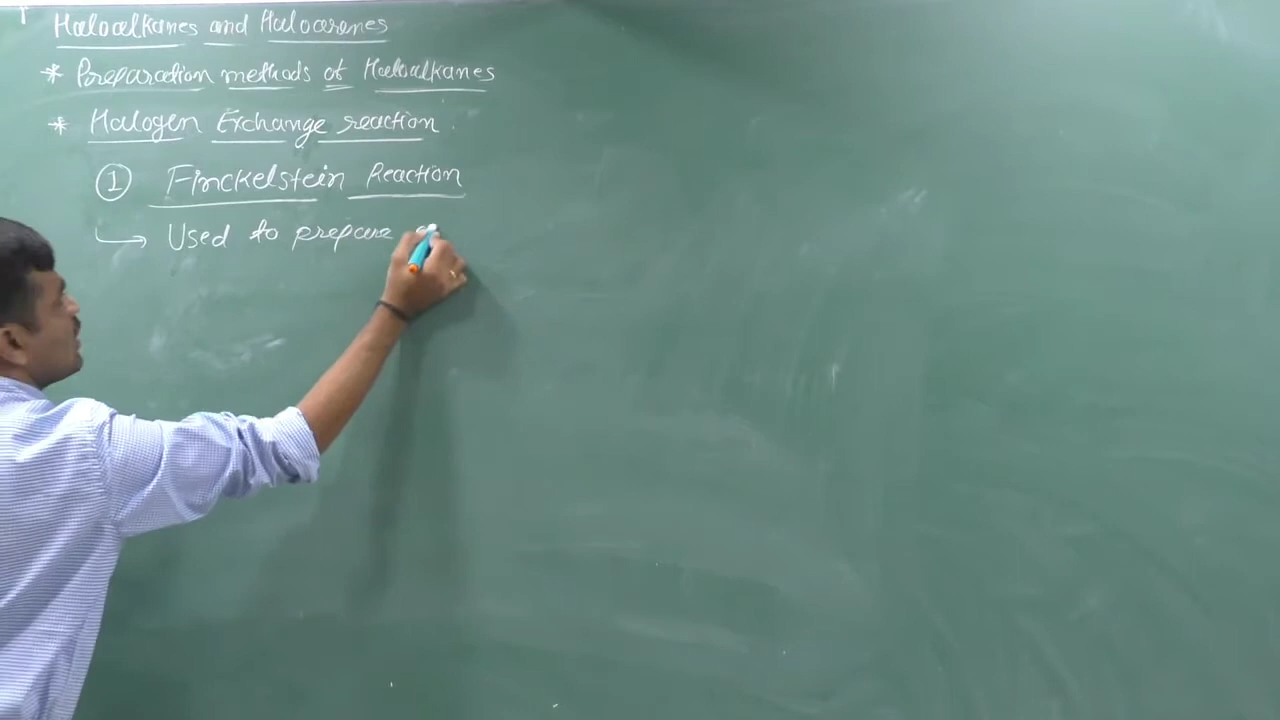 Haloalkanes and Haloarenes
* Preparation methods of Haloalkanes
* Halogen Exchange reaction.
① Finckelstein Reaction
↳ Used to prepare